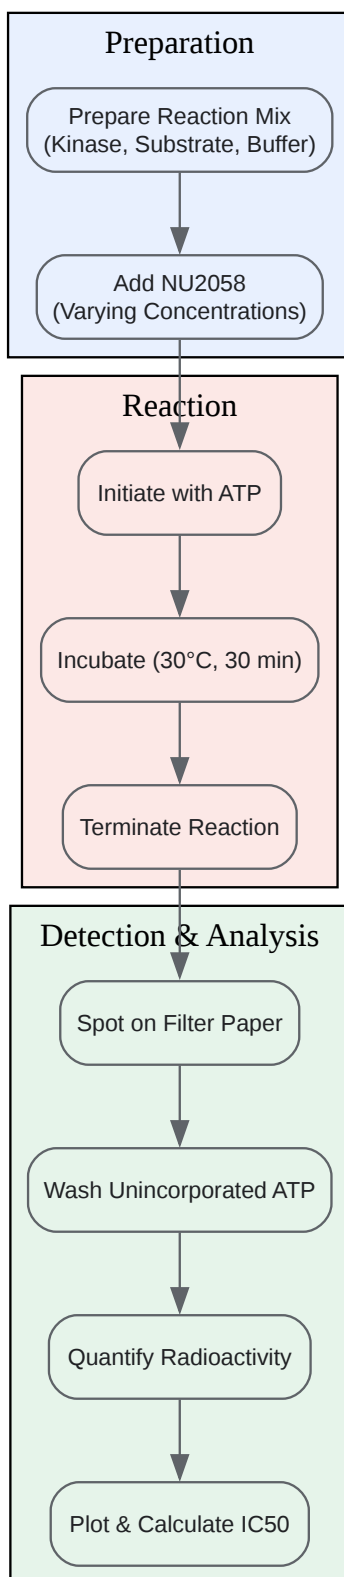 Preparation
Prepare Reaction Mix
(Kinase, Substrate, Buffer)
Add NU2058
(Varying Concentrations)
Reaction
Initiate with ATP
Incubate (30°C, 30 min)
Terminate Reaction
Detection & Analysis
Spot on Filter Paper
Wash Unincorporated ATP
Quantify Radioactivity
Plot & Calculate IC50